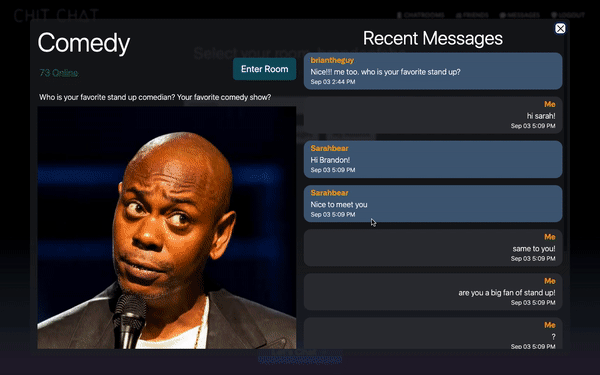 CHIT CHAT
CHATROOMS
FRIENDS
MESSAGES
LOGOUT
Comedy
73 Online
Enter Room
Who is your favorite stand up comedian? Your favorite comedy show?
Recent Messages
briantheguy
Nice!!! me too. who is your favorite stand up?
Sep 03 2:44 PM
Me
hi sarah!
Sep 03 5:09 PM
Sarahbear
Hi Brandon!
Sep 03 5:09 PM
Sarahbear
Nice to meet you
Sep 03 5:09 PM
Me
same to you!
Sep 03 5:09 PM
Me
are you a big fan of stand up!
Sep 03 5:09 PM
Me
?
Sep 03 5:09 PM